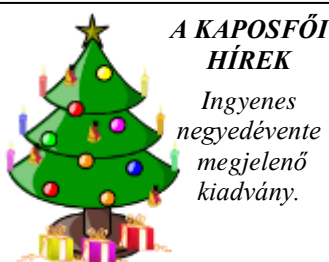 A KAPOSFŐI
HÍREK
Ingyenes
negyedévente
megjelenő
kiadvány.